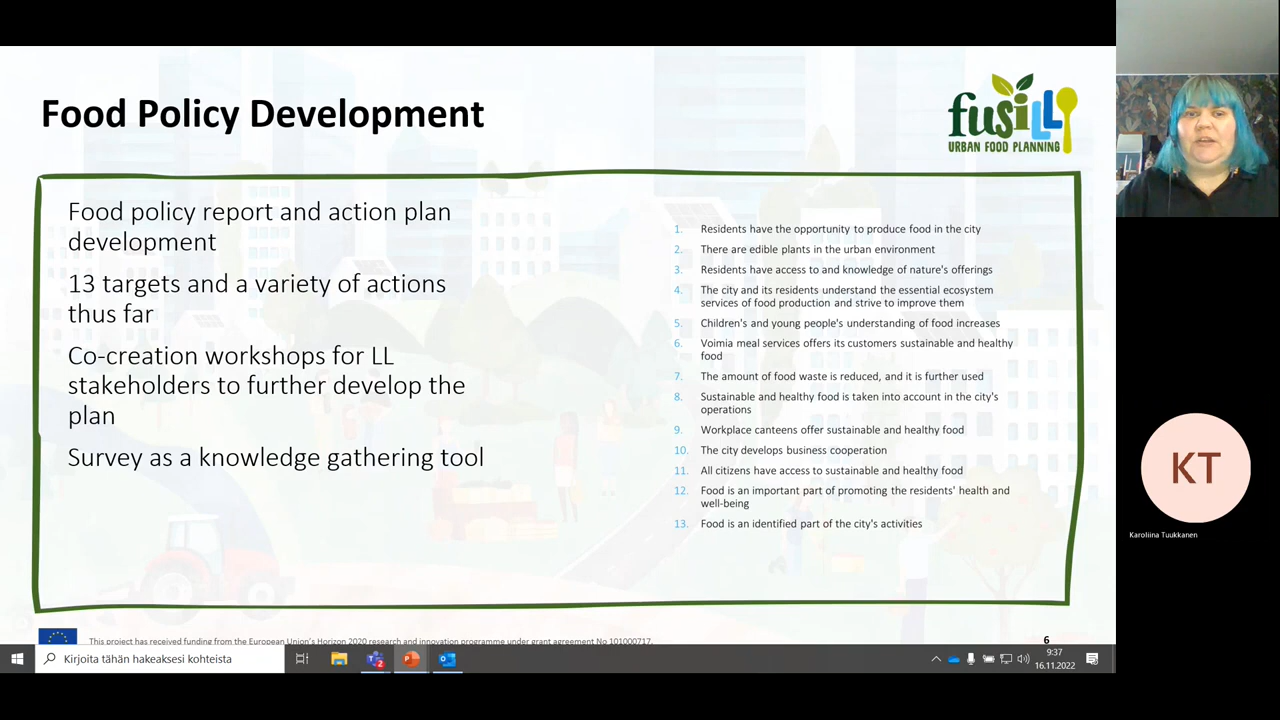 Food Policy Development
fusilli
URBAN FOOD PLANNING
Food policy report and action plan
development
13 targets and a variety of actions
thus far
Co-creation workshops for LL
stakeholders to further develop the
plan
Survey as a knowledge gathering tool
1. Residents have the opportunity to produce food in the city
2. There are edible plants in the urban environment
3. Residents have access to and knowledge of nature's offerings
4. The city and its residents understand the essential ecosystem
services of food production and strive to improve them
5. Children's and young people's understanding of food increases
6. Voimia meal services offers its customers sustainable and healthy
food
7. The amount of food waste is reduced, and it is further used
8. Sustainable and healthy food is taken into account in the city's
operations
9. Workplace canteens offer sustainable and healthy food
10. The city develops business cooperation
11. All citizens have access to sustainable and healthy food
12. Food is an important part of promoting the residents' health and
well-being
13. Food is an identified part of the city's activities
This project has received funding from the European Union's Horizon 2020 research and innovation programme under grant agreement No 101000717.
6
KT
Karoliina Tuukkanen
Kirjoita tähän hakeaksesi kohteista
2
9:37
16.11.2022